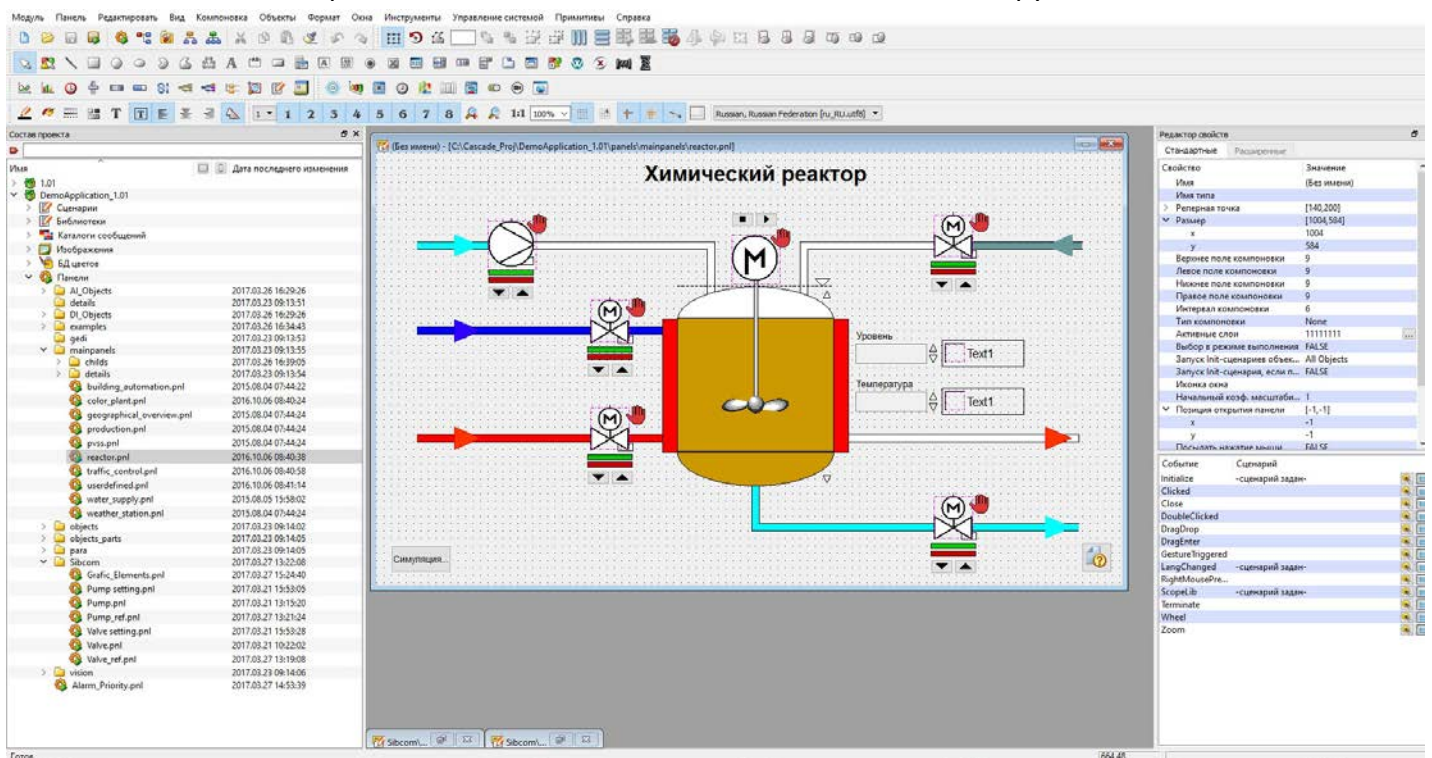 Модуль Панель Редактировать Вид Компоновка Объекты Формат Окна Инструменты Управление системой Примитивы Справка
1 1 2 3 4 5 6 7 8 1:1 100% Russian, Russian Federation [ru_RU.utf8]
Состав проекта
Имя Дата последнего изменения
1.01
DemoApplication_1.01
Сценарии
Библиотеки
Каталоги сообщений
Изображения
БД цветов
Панели
AI_Objects 2017.03.26 16:29:26
details 2017.03.23 09:13:51
DI_Objects 2017.03.26 16:29:26
examples 2017.03.26 16:34:43
gedi 2017.03.23 09:13:53
mainpanels 2017.03.23 09:13:55
childs 2017.03.26 16:39:05
details 2017.03.23 09:13:54
building_automation.pnl 2015.08.04 07:44:22
color_plant.pnl 2016.10.06 08:40:24
geographical_overview.pnl 2015.08.04 07:44:24
production.pnl 2015.08.04 07:44:24
pvss.pnl 2015.08.04 07:44:24
reactor.pnl 2016.10.06 08:40:38
traffic_control.pnl 2016.10.06 08:40:58
userdefined.pnl 2016.10.06 08:41:14
water_supply.pnl 2015.08.05 15:58:02
weather_station.pnl 2015.08.04 07:44:24
objects 2017.03.23 09:14:02
objects_parts 2017.03.23 09:14:05
para 2017.03.23 09:14:05
Sibcom 2017.03.27 13:22:08
Grafic_Elements.pnl 2017.03.27 15:24:40
Pump setting.pnl 2017.03.21 15:53:05
Pump.pnl 2017.03.21 13:15:20
Pump_ref.pnl 2017.03.27 13:21:24
Valve setting.pnl 2017.03.21 15:53:28
Valve.pnl 2017.03.21 10:22:02
Valve_ref.pnl 2017.03.27 13:19:08
vision 2017.03.23 09:14:06
Alarm_Priority.pnl 2017.03.27 14:53:39
(Без имени) - [C:\Cascade_Proj\DemoApplication_1.01\panels\mainpanels\reactor.pnl]
Химический реактор
M
M
M
Уровень
Text1
Температура
Text1
M
M
Симуляция...
Sibcom\... Sibcom\...
Редактор свойств
Стандартные Расширенные
Свойство Значение
Имя (Без имени)
Имя типа
Реперная точка [140,200]
Размер [1004,584]
x 1004
y 584
Верхнее поле компоновки 9
Левое поле компоновки 9
Нижнее поле компоновки 9
Правое поле компоновки 9
Интервал компоновки 6
Тип компоновки None
Активные слои 11111111
Выбор в режиме выполнения FALSE
Запуск Init-сценариев объек... All Objects
Запуск Init-сценария, если п... FALSE
Иконка окна
Начальный коэф. масштаби... 1
Позиция открытия панели [-1,-1]
x -1
y -1
Посылать нажатие мыши FALSE
Событие Сценарий
Initialize -сценарий задан-
Clicked
Close
DoubleClicked
DragDrop
DragEnter
GestureTriggered
LangChanged -сценарий задан-
RightMousePre...
ScopeLib -сценарий задан-
Terminate
Wheel
Zoom
Готов